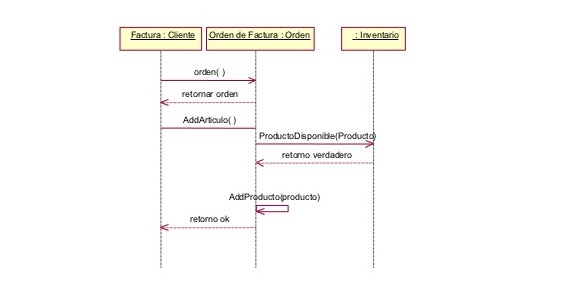 Factura : Cliente
Orden de Factura : Orden
: Inventario
orden( )
retornar orden
AddArticulo( )
ProductoDisponible(Producto)
retorno verdadero
AddProducto(producto)
retorno ok